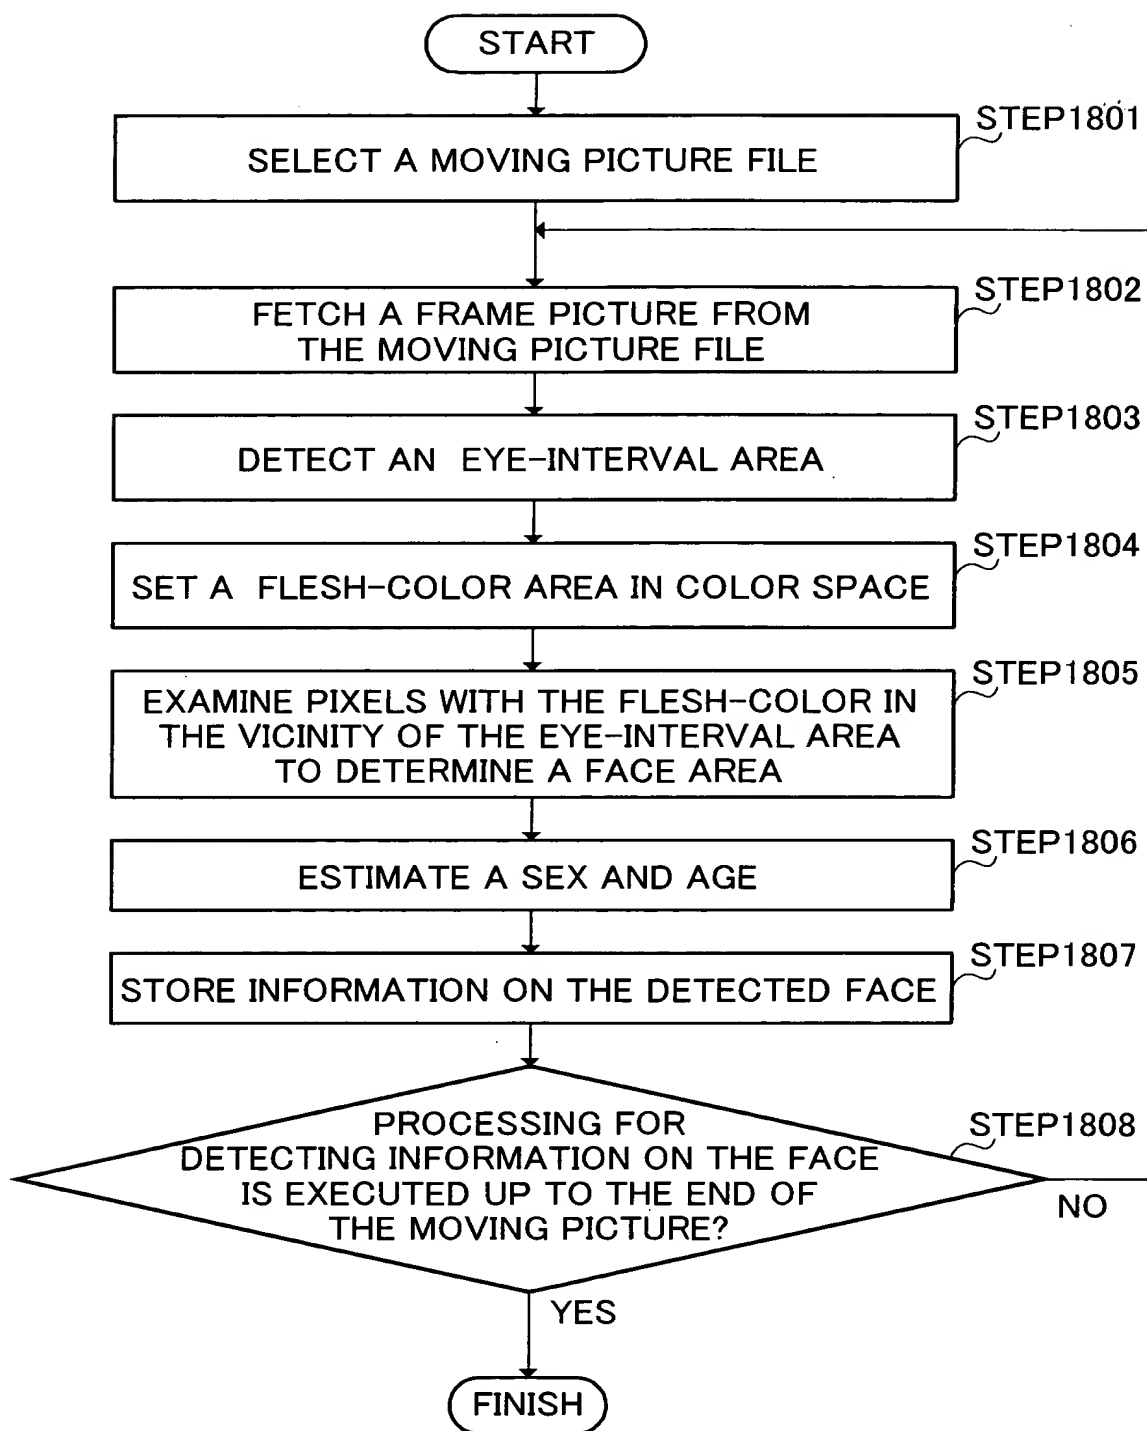 START
STEP1801
SELECT A MOVING PICTURE FILE
STEP1802
FETCH A FRAME PICTURE FROM
THE MOVING PICTURE FILE
STEP1803
DETECT AN EYE-INTERVAL AREA
STEP1804
SET A FLESH-COLOR AREA IN COLOR SPACE
STEP1805
EXAMINE PIXELS WITH THE FLESH-COLOR IN
THE VICINITY OF THE EYE-INTERVAL AREA
TO DETERMINE A FACE AREA
STEP1806
ESTIMATE A SEX AND AGE
STEP1807
STORE INFORMATION ON THE DETECTED FACE
STEP1808
PROCESSING FOR
DETECTING INFORMATION ON THE FACE
IS EXECUTED UP TO THE END OF
THE MOVING PICTURE?
NO
YES
FINISH